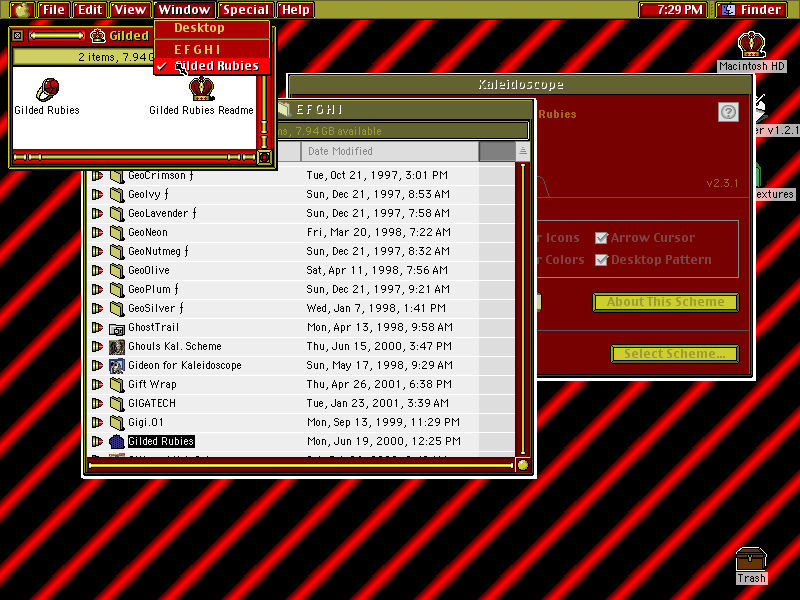 File Edit View Window Special Help 7:29 PM Finder
Desktop
E F G H I
Gilded Rubies
Gilded
2 items, 7.94 G
Gilded Rubies
Gilded Rubies Readme
Macintosh HD
er v1.2.1
extures
Trash
Kaleidoscope
Rubies
v2.3.1
r Icons
Arrow Cursor
r Colors
Desktop Pattern
About This Scheme
Select Scheme...
E F G H I
ms, 7.94 GB available
Date Modified
GeoCrimson ƒ Tue, Oct 21, 1997, 3:01 PM
GeoIvy ƒ Sun, Dec 21, 1997, 8:53 AM
GeoLavender ƒ Sun, Dec 21, 1997, 7:58 AM
GeoNeon Fri, Mar 20, 1998, 7:22 AM
GeoNutmeg ƒ Sun, Dec 21, 1997, 8:32 AM
GeoOlive Sat, Apr 11, 1998, 7:56 AM
GeoPlum ƒ Sun, Dec 21, 1997, 9:21 AM
GeoSilver ƒ Wed, Jan 7, 1998, 1:41 PM
GhostTrail Mon, Apr 13, 1998, 9:58 AM
Ghouls Kal. Scheme Thu, Jun 15, 2000, 3:47 PM
Gideon for Kaleidoscope Sun, May 17, 1998, 9:29 AM
Gift Wrap Thu, Apr 26, 2001, 6:38 PM
GIGATECH Tue, Jan 23, 2001, 3:39 AM
Gigi.01 Mon, Sep 13, 1999, 11:29 PM
Gilded Rubies Mon, Jun 19, 2000, 12:25 PM